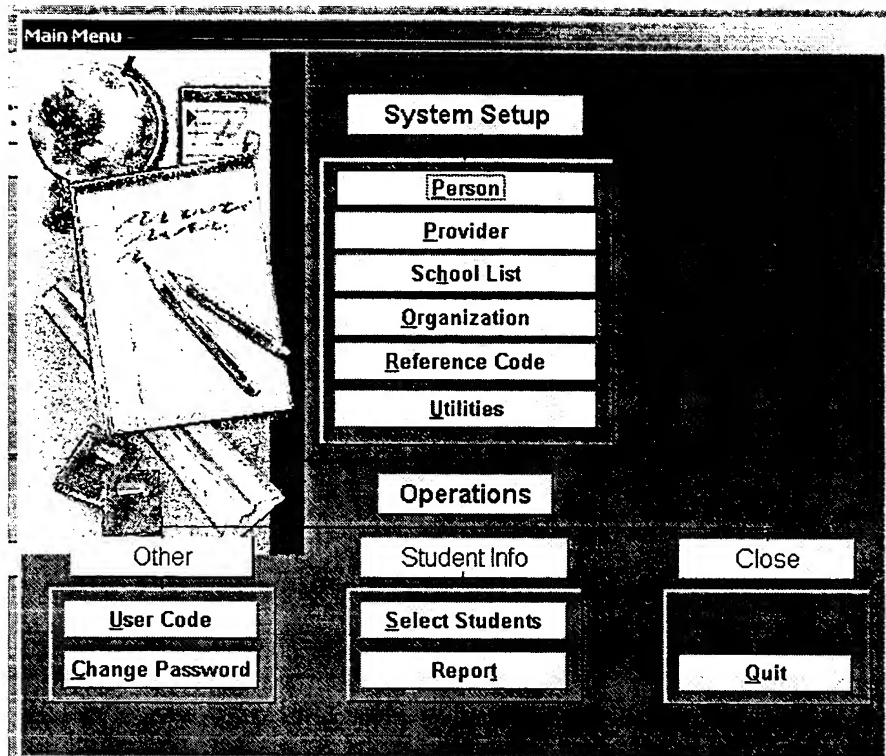 Main Menu
System Setup
Person
Provider
School List
Organization
Reference Code
Utilities
Operations
Other
Student Info
Close
User Code
Select Students
Change Password
Report
Quit